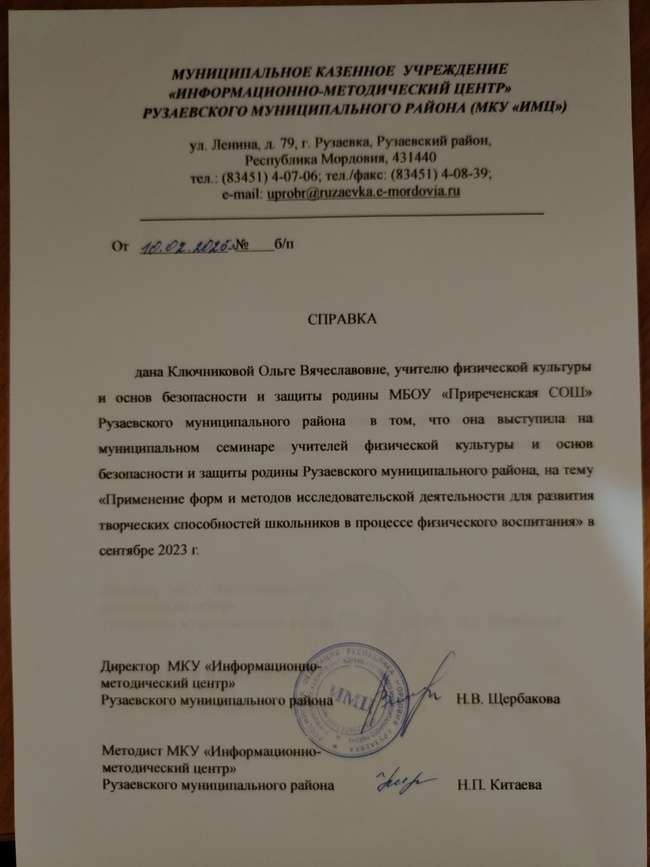 МУНИЦИПАЛЬНОЕ КАЗЕННОЕ УЧРЕЖДЕНИЕ
«ИНФОРМАЦИОННО-МЕТОДИЧЕСКИЙ ЦЕНТР»
РУЗАЕВСКОГО МУНИЦИПАЛЬНОГО РАЙОНА (МКУ «ИМЦ»)
ул. Ленина, д. 79, г. Рузаевка, Рузаевский район,
Республика Мордовия, 431440
тел.: (83451) 4-07-06; тел./факс: (83451) 4-08-39;
e-mail: uprobr@ruzaevka.e-mordovia.ru
От 10.02.2025 № б/п
СПРАВКА
дана Ключниковой Ольге Вячеславовне, учителю физической культуры
и основ безопасности и защиты родины МБОУ «Приреченская СОШ»
Рузаевского муниципального района в том, что она выступила на
муниципальном семинаре учителей физической культуры и основ
безопасности и защиты родины Рузаевского муниципального района, на тему
«Применение форм и методов исследовательской деятельности для развития
творческих способностей школьников в процессе физического воспитания» в
сентябре 2023 г.
Директор МКУ «Информационно-
методический центр»
Рузаевского муниципального района Н.В. Щербакова
ИМЦ
Методист МКУ «Информационно-
методический центр»
Рузаевского муниципального района Н.П. Китаева